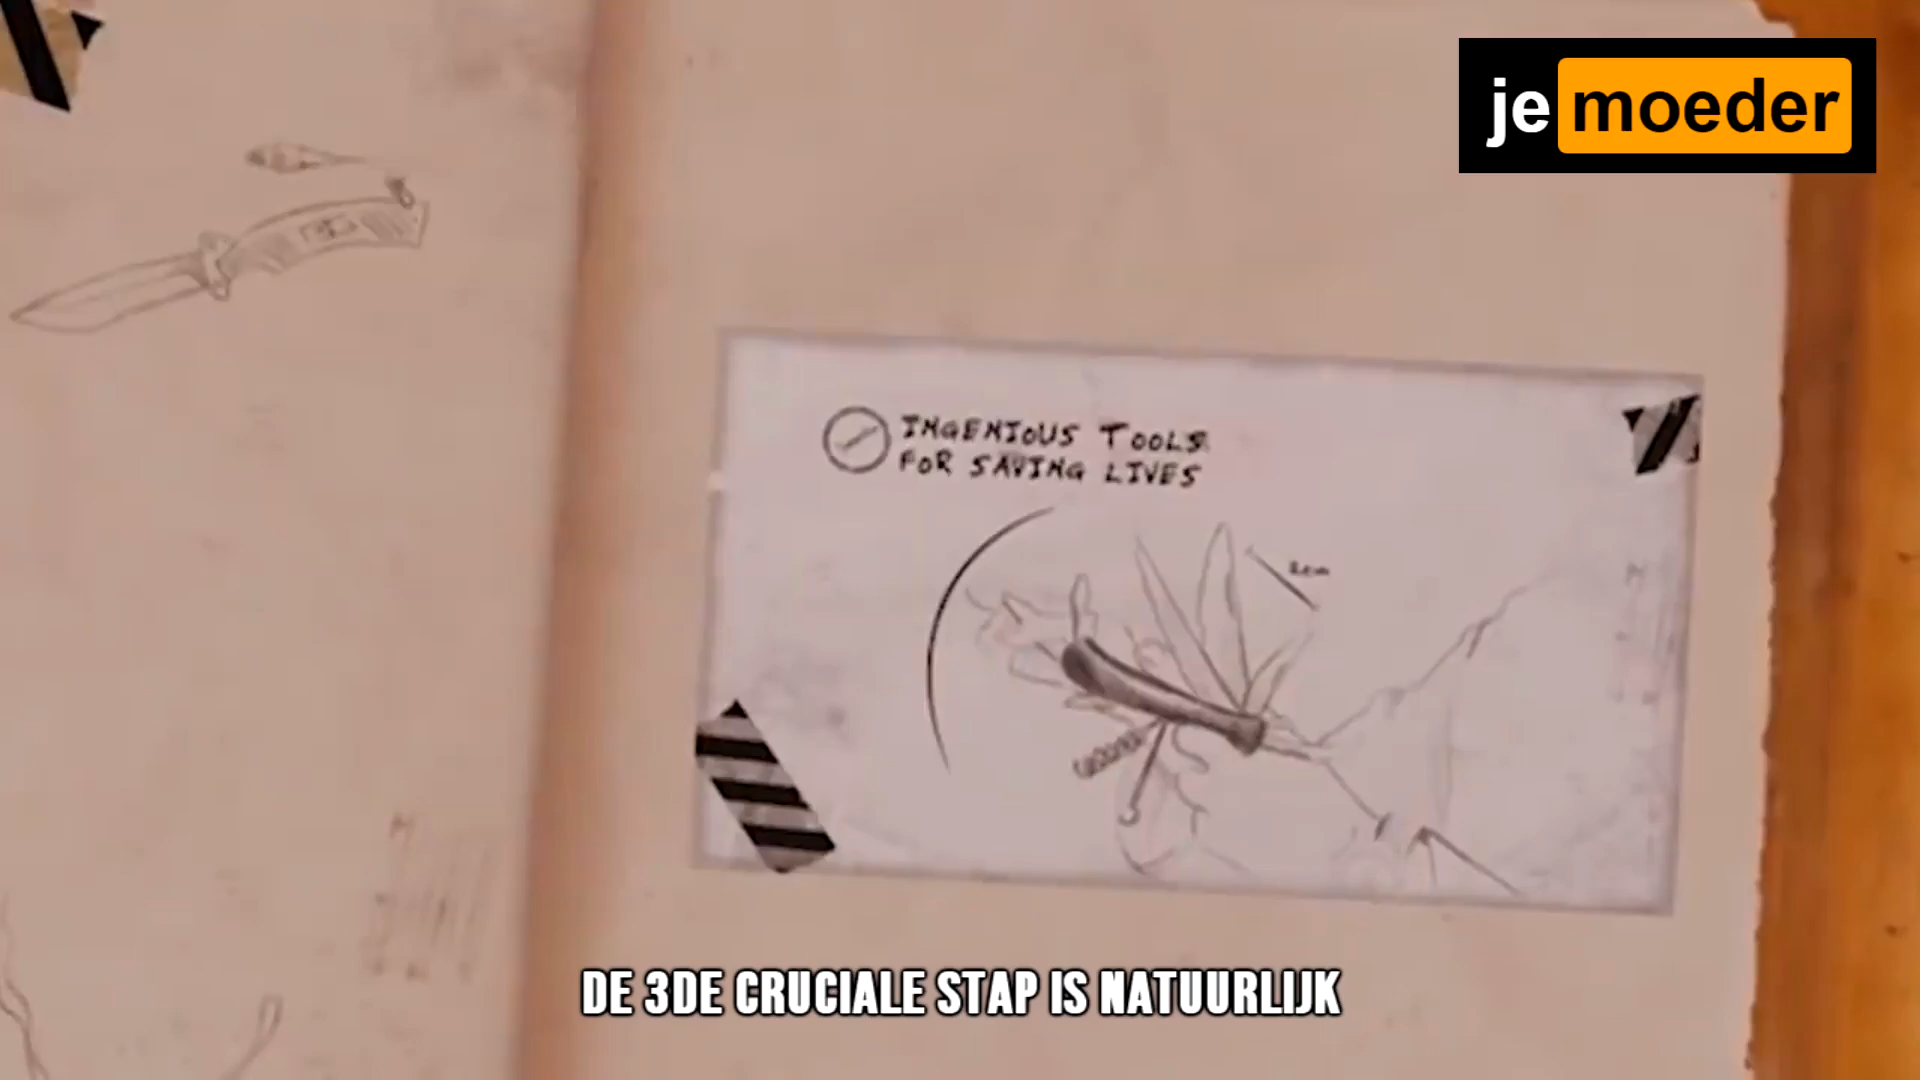 je moeder
INGENIOUS TOOLS
FOR SAVING LIVES
DE 3DE CRUCIALE STAP IS NATUURLIJK